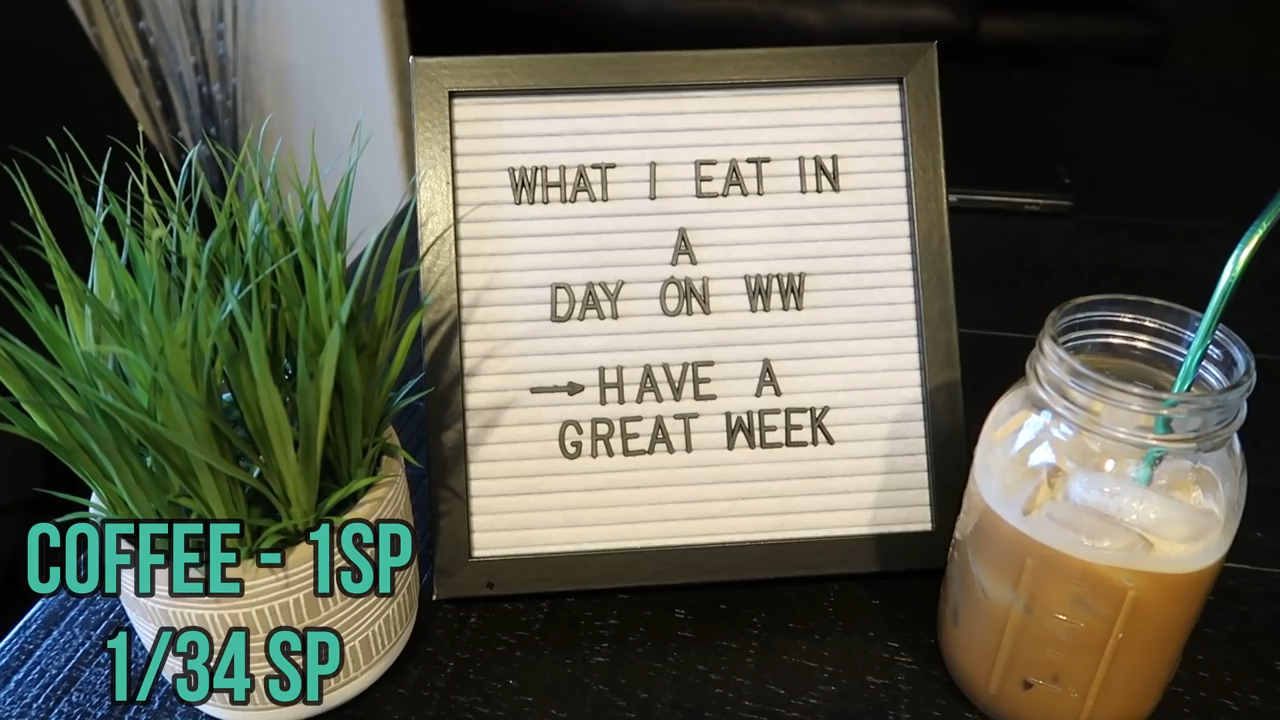 WHAT I EAT IN
A
DAY ON WW
→HAVE A
GREAT WEEK
COFFEE - 1SP
1/34 SP